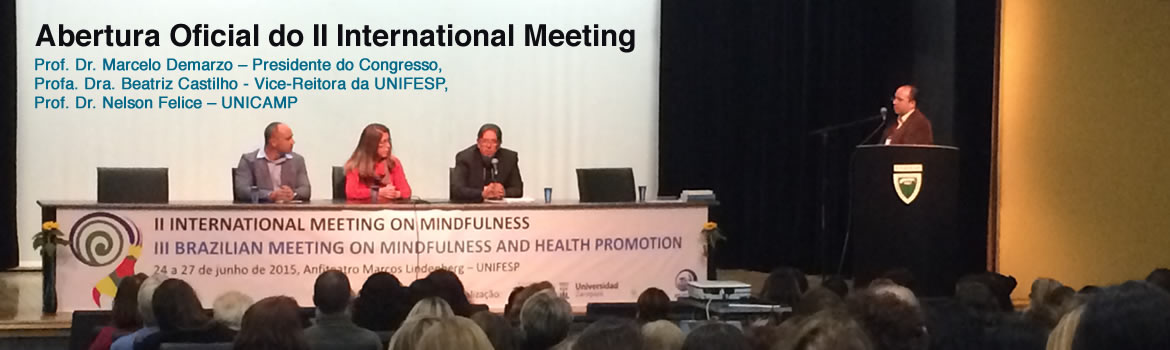 Abertura Oficial do II International Meeting
Prof. Dr. Marcelo Demarzo – Presidente do Congresso,
Profa. Dra. Beatriz Castilho - Vice-Reitora da UNIFESP,
Prof. Dr. Nelson Felice – UNICAMP
II INTERNATIONAL MEETING ON MINDFULNESS
III BRAZILIAN MEETING ON MINDFULNESS AND HEALTH PROMOTION
24 a 27 de junho de 2015, Anfiteatro Marcos Lindenberg – UNIFESP
Universidad
Zaragoza